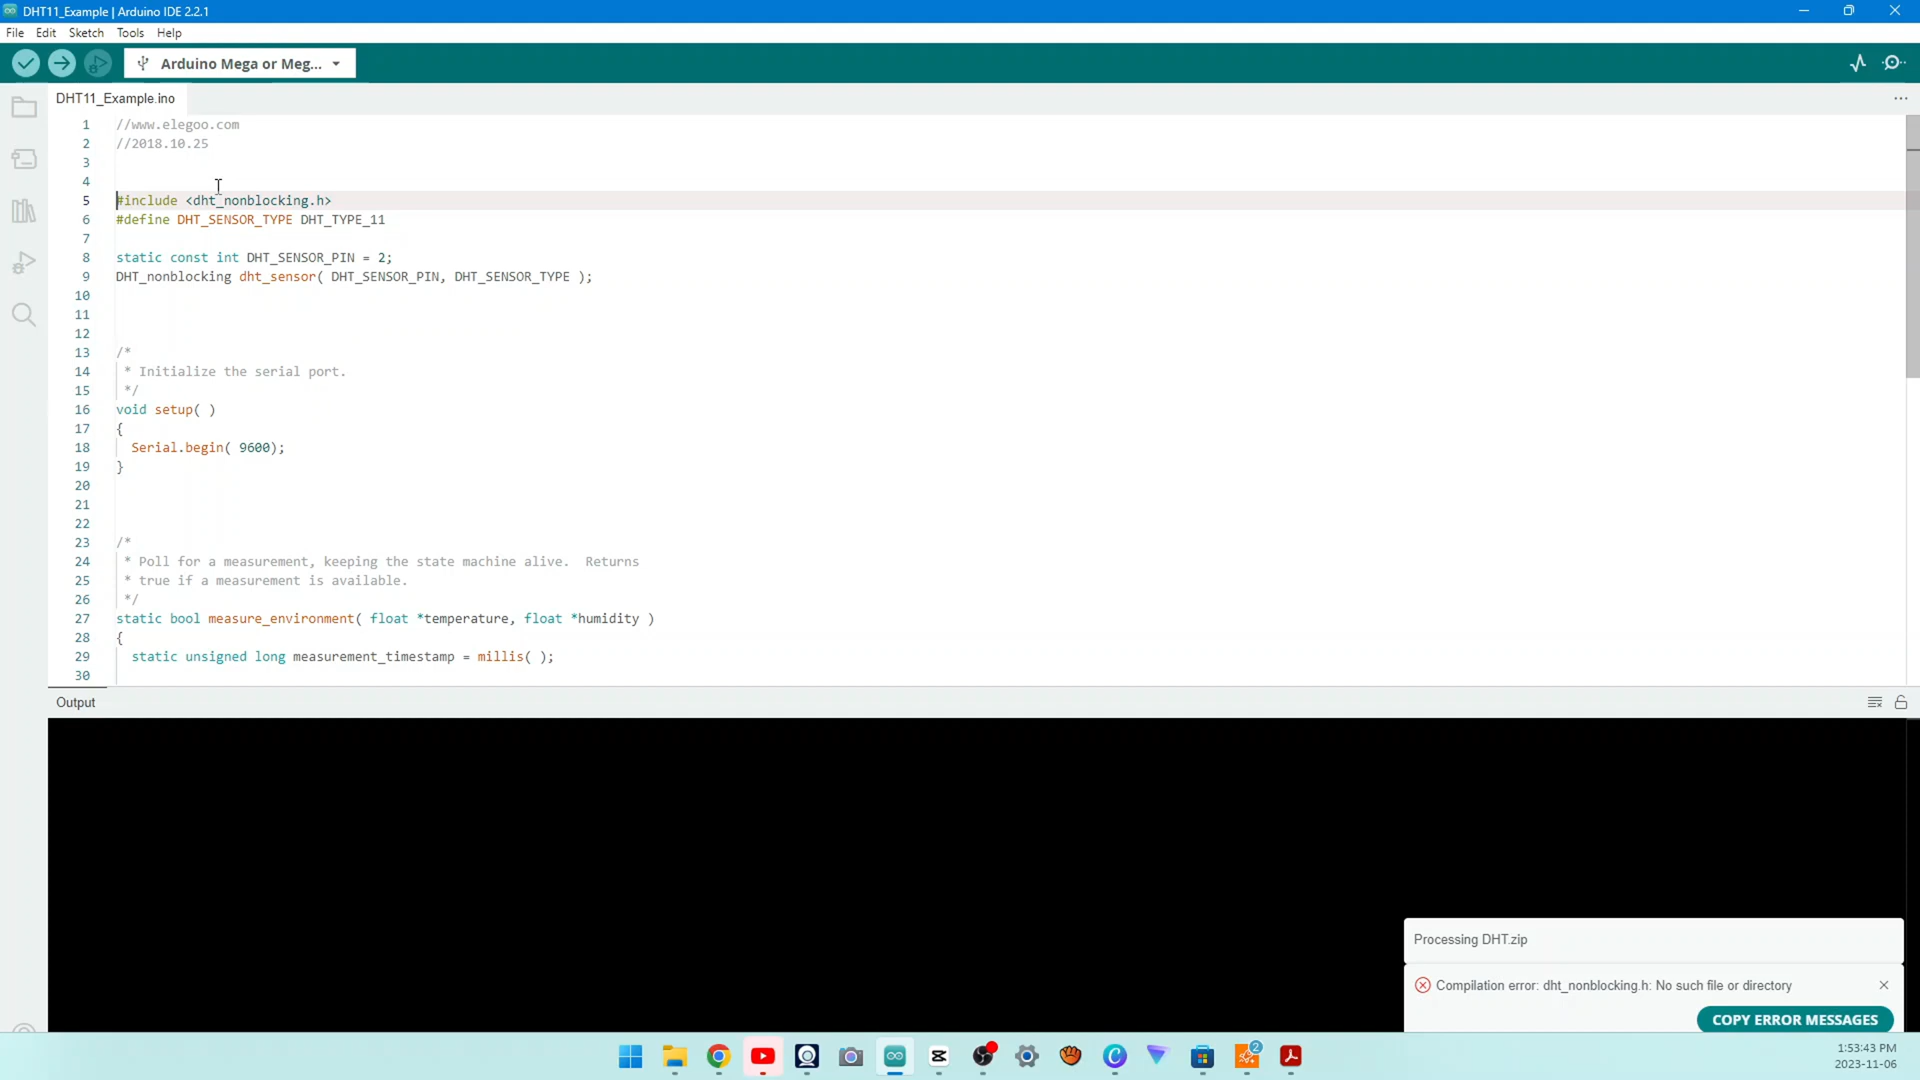 DHT11_Example | Arduino IDE 2.2.1
File Edit Sketch Tools Help
Arduino Mega or Meg...
DHT11_Example.ino
1 //www.elegoo.com
2 //2018.10.25
3
4
5 #include <dht_nonblocking.h>
6 #define DHT_SENSOR_TYPE DHT_TYPE_11
7
8 static const int DHT_SENSOR_PIN = 2;
9 DHT_nonblocking dht_sensor( DHT_SENSOR_PIN, DHT_SENSOR_TYPE );
10
11
12
13 /*
14 * Initialize the serial port.
15 */
16 void setup( )
17 {
18 Serial.begin( 9600);
19 }
20
21
22
23 /*
24 * Poll for a measurement, keeping the state machine alive.  Returns
25 * true if a measurement is available.
26 */
27 static bool measure_environment( float *temperature, float *humidity )
28 {
29 static unsigned long measurement_timestamp = millis( );
30
Output
Processing DHT.zip
Compilation error: dht_nonblocking.h: No such file or directory
COPY ERROR MESSAGES
2
1:53:43 PM
2023-11-06